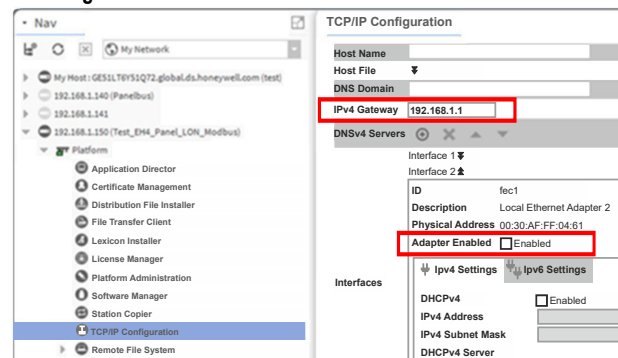 Nav
My Network
My Host : GE51LT6Y51Q72.global.ds.honeywell.com (test)
192.168.1.140 (Panelbus)
192.168.1.141
192.168.1.150 (Test_EH4_Panel_LON_Modbus)
Platform
Application Director
Certificate Management
Distribution File Installer
File Transfer Client
Lexicon Installer
License Manager
Platform Administration
Software Manager
Station Copier
TCP/IP Configuration
Remote File System
TCP/IP Configuration
Host Name
Host File
DNS Domain
IPv4 Gateway 192.168.1.1
DNSv4 Servers
Interface 1
Interface 2
Interfaces
ID fec1
Description Local Ethernet Adapter 2
Physical Address 00:30:AF:FF:04:61
Adapter Enabled Enabled
Ipv4 Settings Ipv6 Settings
DHCPv4 Enabled
IPv4 Address
IPv4 Subnet Mask
DHCPv4 Server